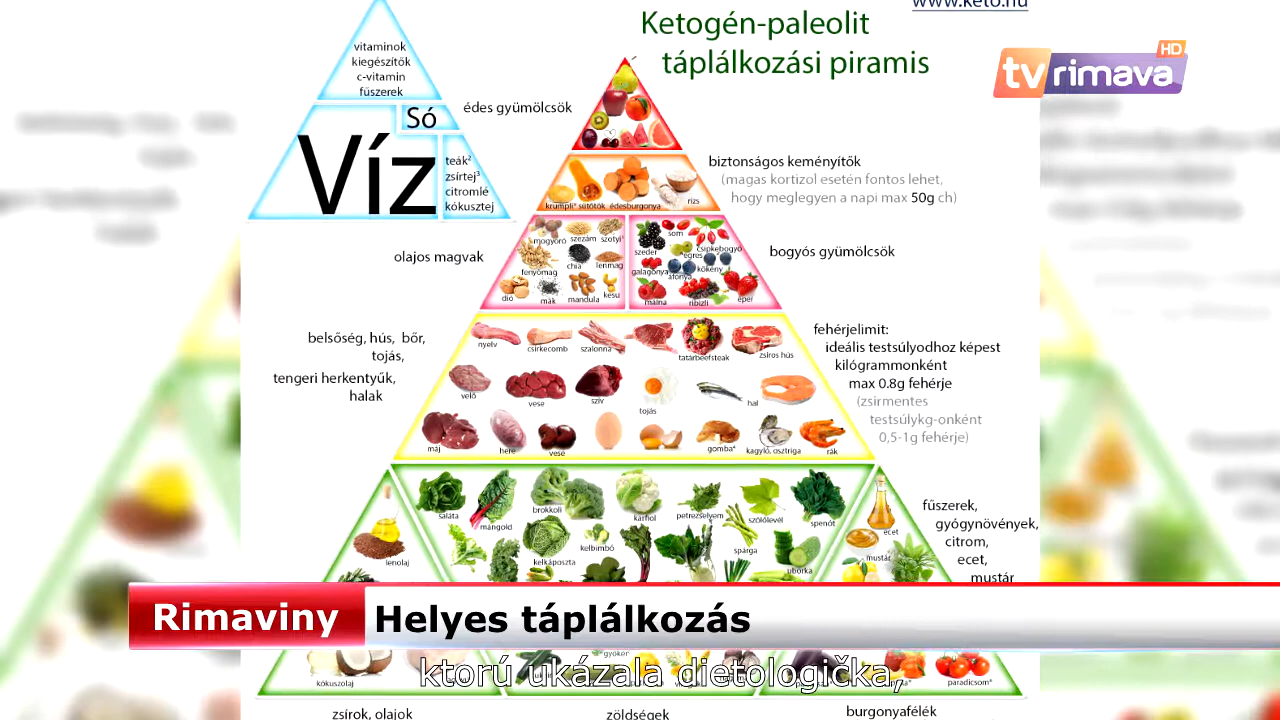 www.keto.hu
Ketogén-paleolit
táplálkozási piramis
tv rimava HD
vitaminok
kiegészítők
c-vitamin
fűszerek
Só
Víz
teák²
zsírtej³
citromlé
kókusztej
édes gyümölcsök
biztonságos keményítők
(magas kortizol esetén fontos lehet,
hogy meglegyen a napi max 50g ch)
krumpli* sütőtök édesburgonya rizs
olajos magvak
mogyoró szezám szotyi
fenyőmag chia lenmag
dió mák mandula kesu
bogyós gyümölcsök
szeder som csipkebogyó
egres
galagonya áfonya kökény
málna ribizli eper
belsőség, hús, bőr,
tojás,
tengeri herkentyűk,
halak
nyelv csirkecomb szalonna tatárbeefsteak zsíros hús
velő vese szív tojás hal
máj here vese gomba⁴ kagyló, osztriga rák
fehérjelimit:
ideális testsúlyodhoz képest
kilógrammonként
max 0.8g fehérje
(zsirmentes
testsúlykg-onként
0,5-1g fehérje)
saláta mángold brokkoli karfiol petrezselyem szőlőlevél spenót
kelkáposzta kelbimbó spárga uborka
lenolaj
ecet
mustár
fűszerek,
gyógynövények,
citrom,
ecet,
mustár
Rimaviny
Helyes táplálkozás
ktorú ukázala dietologička,
kókuszolaj
paradicsom⁴
zsírok, olajok
zöldségek
burgonyafélék